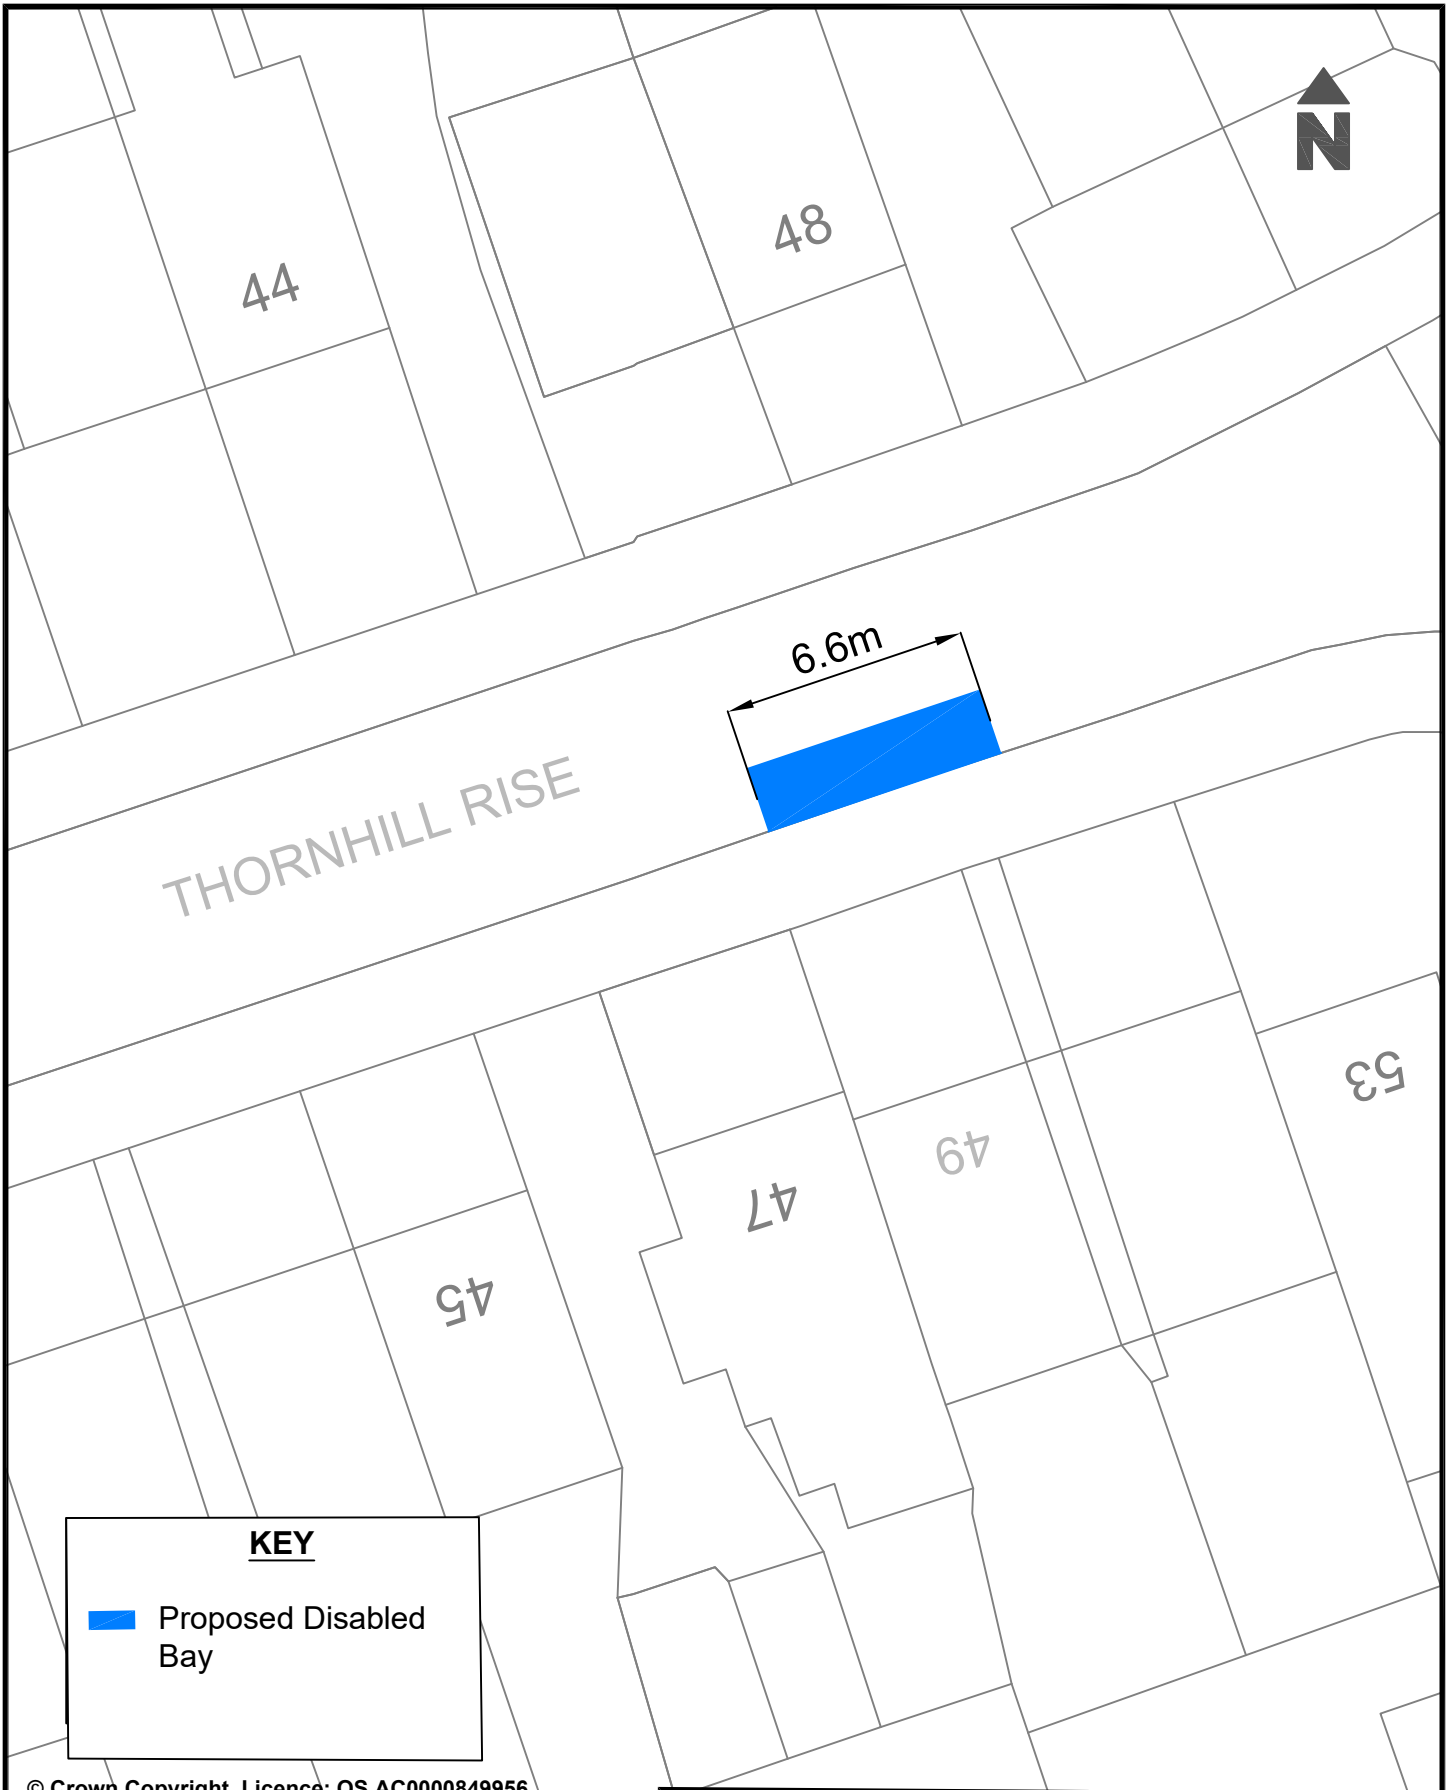 N
48
44
6.6m
THORNHILL RISE
53
49
47
45
KEY
Proposed Disabled
Bay
© Crown Copyright. Licence: OS AC0000849956